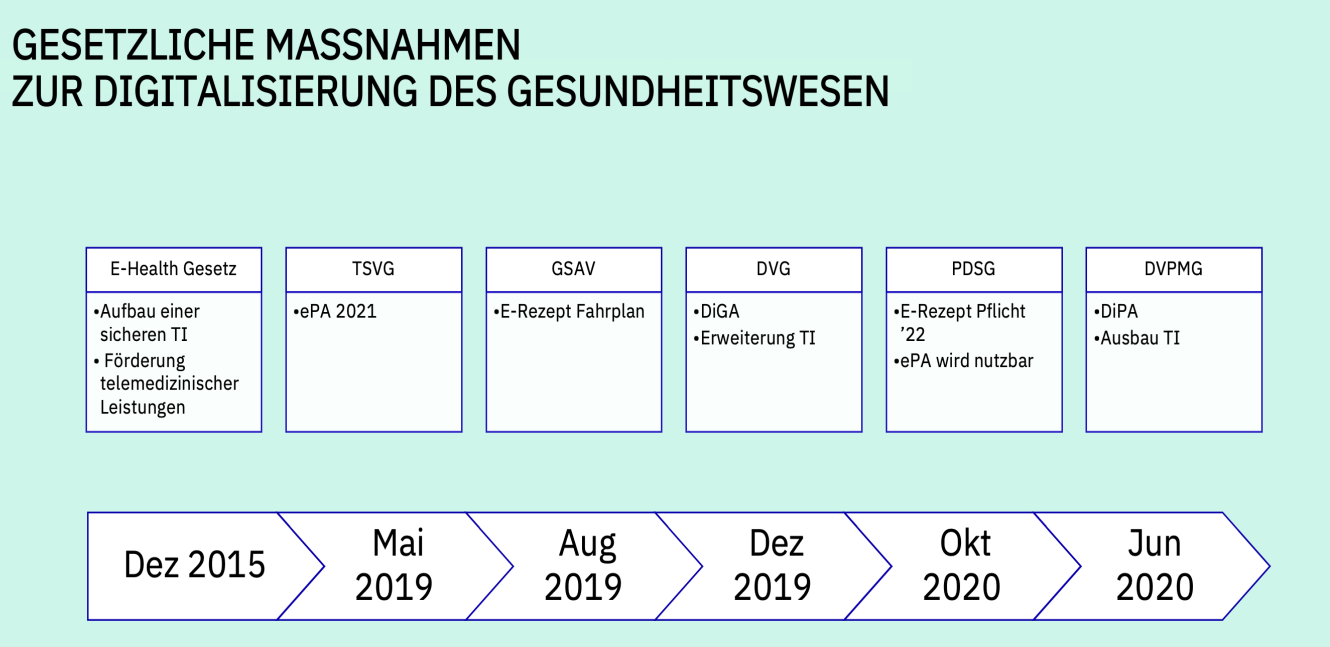 GESETZLICHE MASSNAHMEN
ZUR DIGITALISIERUNG DES GESUNDHEITSWESEN
E-Health Gesetz
•Aufbau einer
sicheren TI
• Förderung
telemedizinischer
Leistungen
TSVG
•ePA 2021
GSAV
•E-Rezept Fahrplan
DVG
•DiGA
•Erweiterung TI
PDSG
•E-Rezept Pflicht
’22
•ePA wird nutzbar
DVPMG
•DiPA
•Ausbau TI
Dez 2015
Mai
2019
Aug
2019
Dez
2019
Okt
2020
Jun
2020